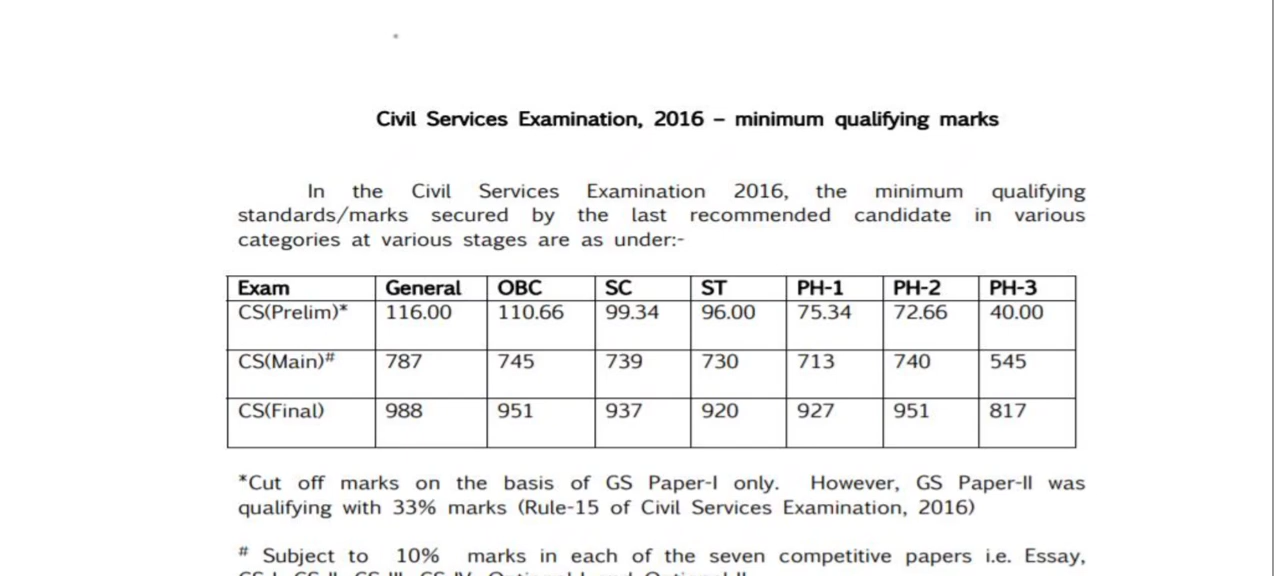 Civil Services Examination, 2016 – minimum qualifying marks
In the Civil Services Examination 2016, the minimum qualifying
standards/marks secured by the last recommended candidate in various
categories at various stages are as under:-
Exam General OBC SC ST PH-1 PH-2 PH-3
CS(Prelim)* 116.00 110.66 99.34 96.00 75.34 72.66 40.00
CS(Main)# 787 745 739 730 713 740 545
CS(Final) 988 951 937 920 927 951 817
*Cut off marks on the basis of GS Paper-I only. However, GS Paper-II was
qualifying with 33% marks (Rule-15 of Civil Services Examination, 2016)
# Subject to 10% marks in each of the seven competitive papers i.e. Essay,